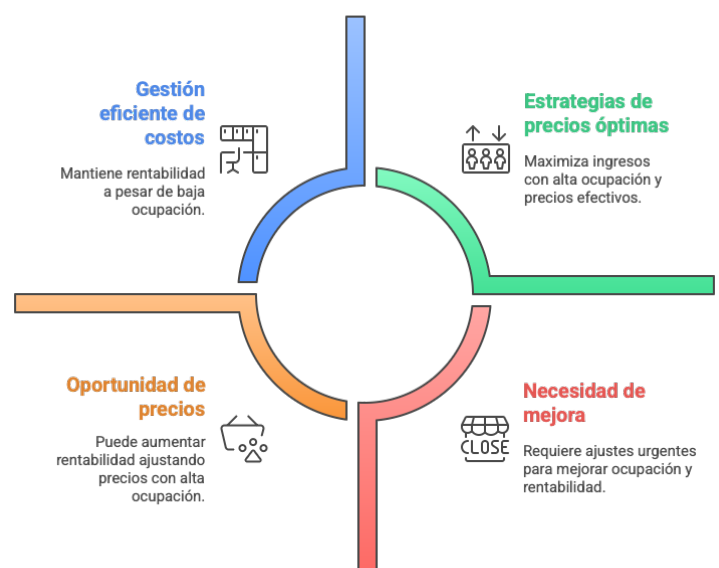 Gestión
eficiente de
costos
Mantiene rentabilidad
a pesar de baja
ocupación.
Estrategias de
precios óptimas
Maximiza ingresos
con alta ocupación y
precios efectivos.
Oportunidad de
precios
Puede aumentar
rentabilidad ajustando
precios con alta
ocupación.
Necesidad de
mejora
CLOSE
Requiere ajustes urgentes
para mejorar ocupación y
rentabilidad.